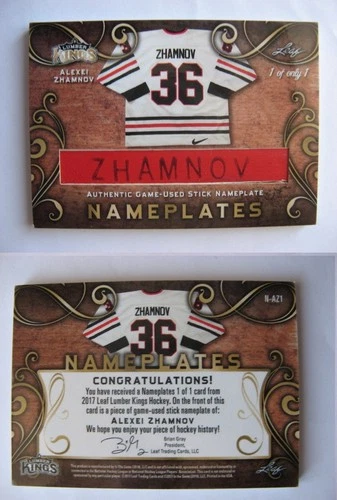 LUMBER
KINGS
ALEXEI
ZHAMNOV
ZHAMNOV
36
Leaf
1 of only 1
ZHAMNOV
AUTHENTIC GAME-USED STICK NAMEPLATE
NAMEPLATES
ZHAMNOV
36
N-AZ1
NAMEPLATES
CONGRATULATIONS!
You have received a Nameplates 1 of 1 card from
2017 Leaf Lumber Kings Hockey. On the front of this
card is a piece of game-used stick nameplate of:
ALEXEI ZHAMNOV
We hope you enjoy your piece of hockey history!
Brian Gray
President,
Leaf Trading Cards, LLC
LUMBER
KINGS
Leaf